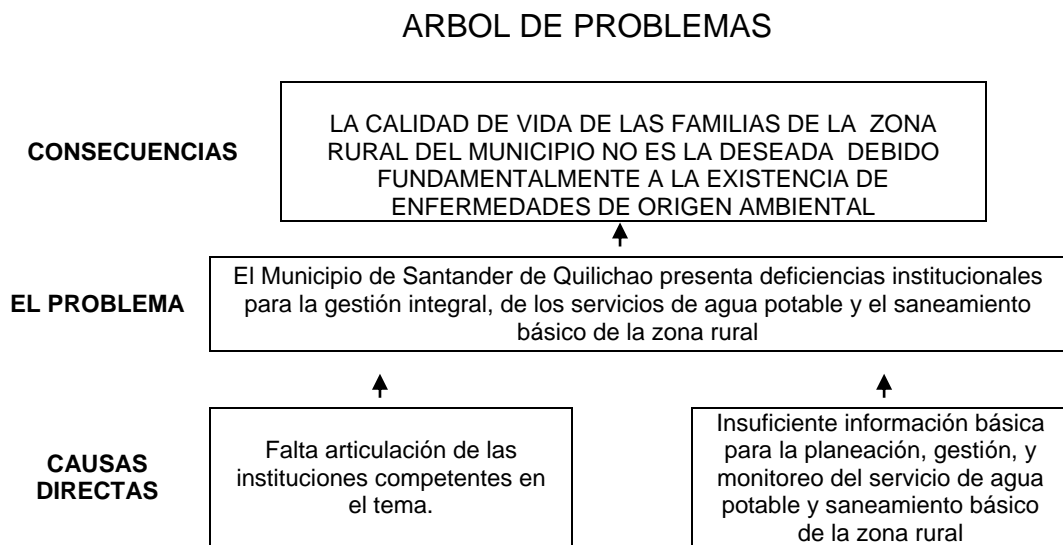 ARBOL DE PROBLEMAS
CONSECUENCIAS
LA CALIDAD DE VIDA DE LAS FAMILIAS DE LA ZONA
RURAL DEL MUNICIPIO NO ES LA DESEADA DEBIDO
FUNDAMENTALMENTE A LA EXISTENCIA DE
ENFERMEDADES DE ORIGEN AMBIENTAL
EL PROBLEMA
El Municipio de Santander de Quilichao presenta deficiencias institucionales
para la gestión integral, de los servicios de agua potable y el saneamiento
básico de la zona rural
CAUSAS
DIRECTAS
Falta articulación de las
instituciones competentes en
el tema.
Insuficiente información básica
para la planeación, gestión, y
monitoreo del servicio de agua
potable y saneamiento básico
de la zona rural